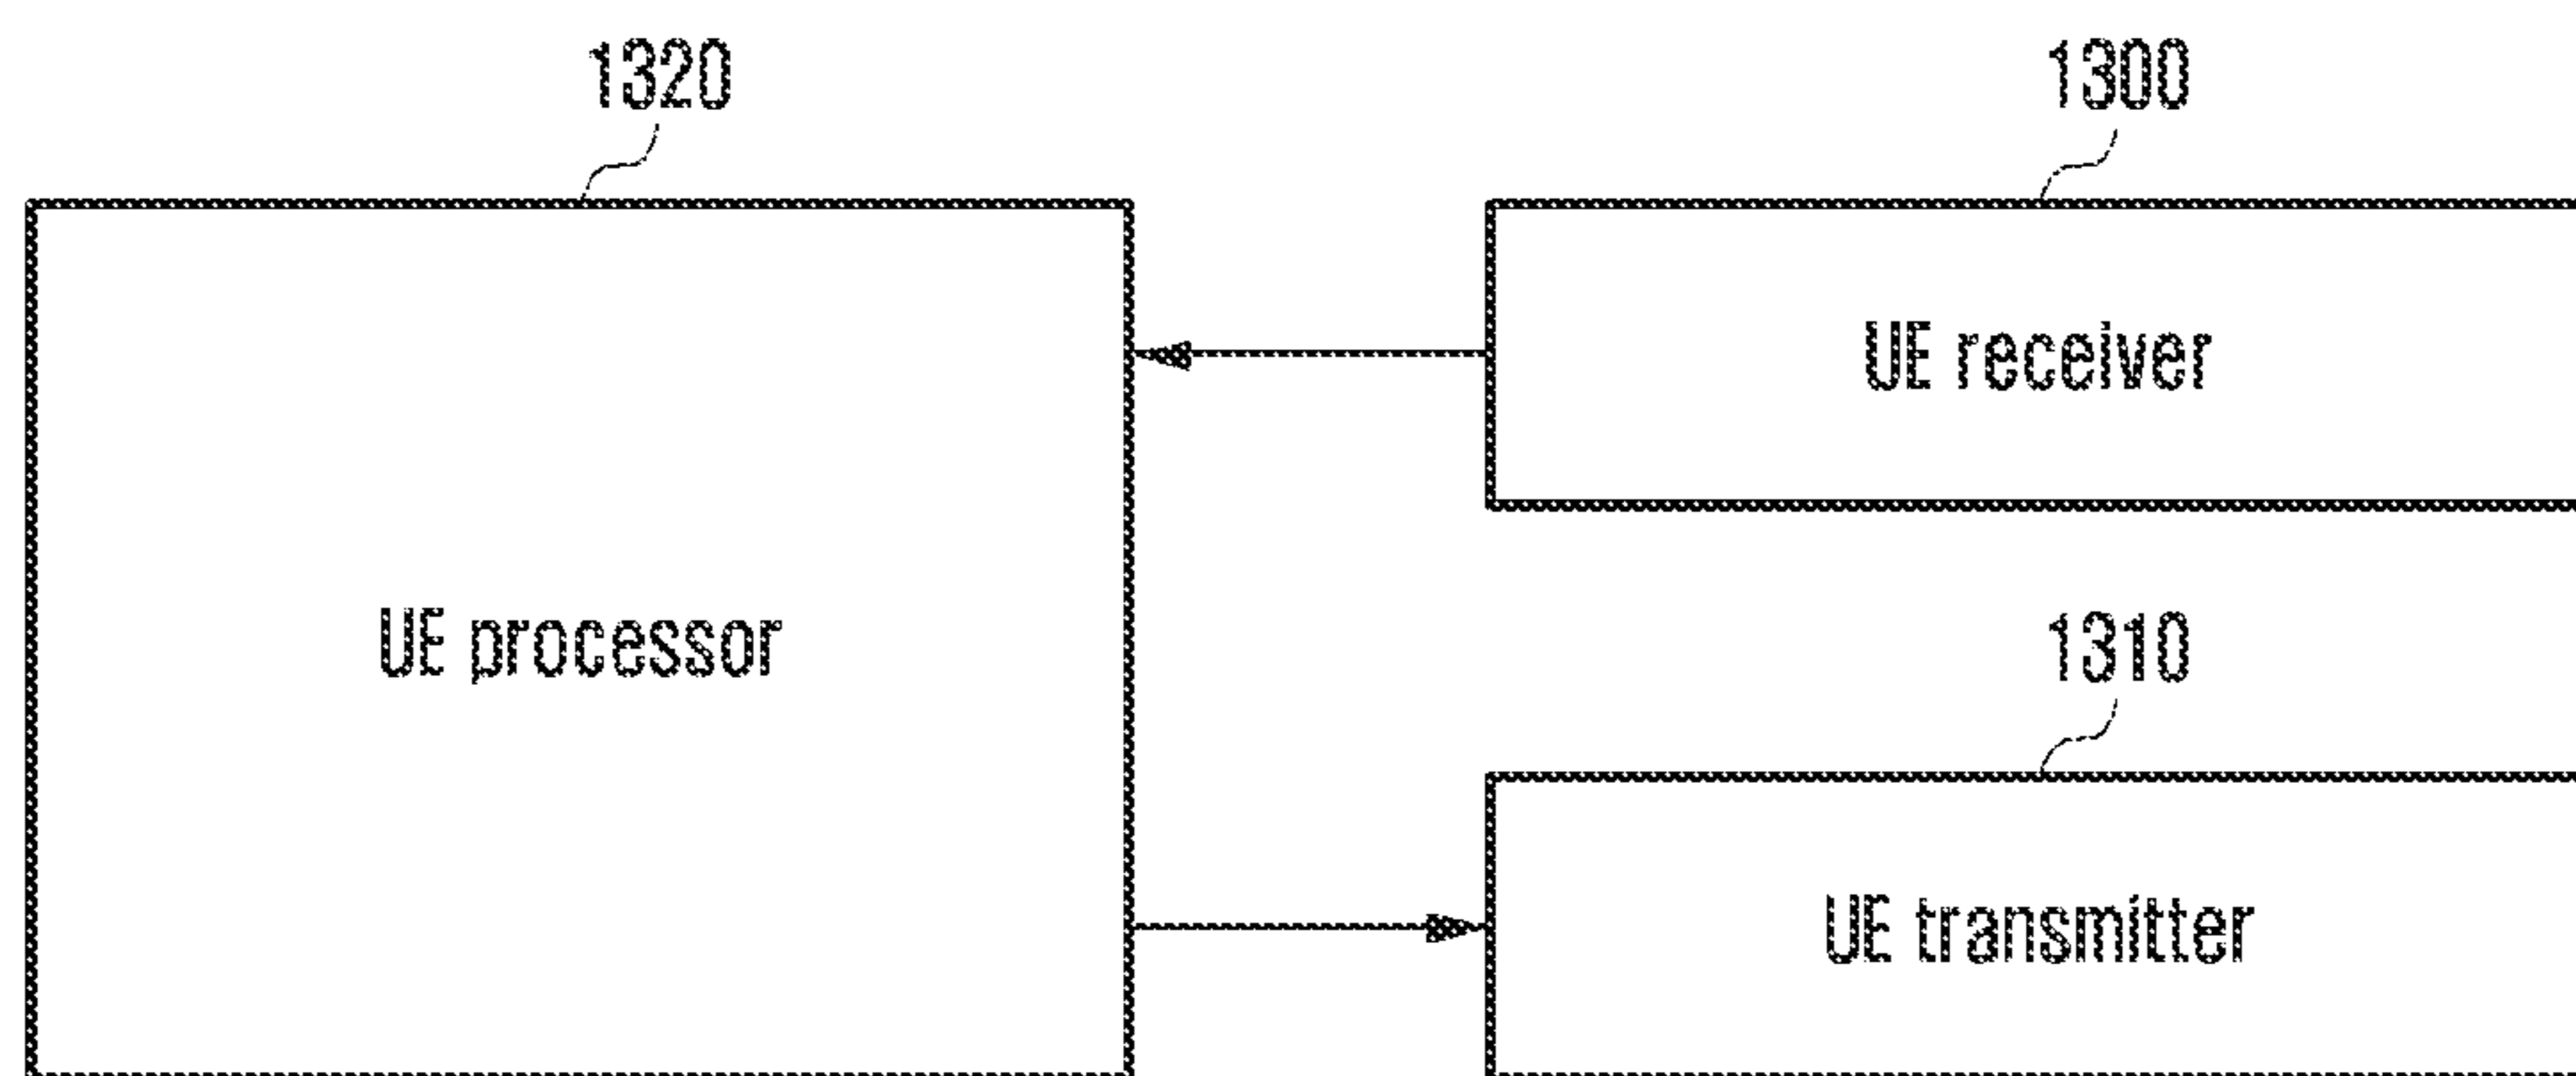 1320
1300
UE receiver
UE processor
1310
UE transmitter